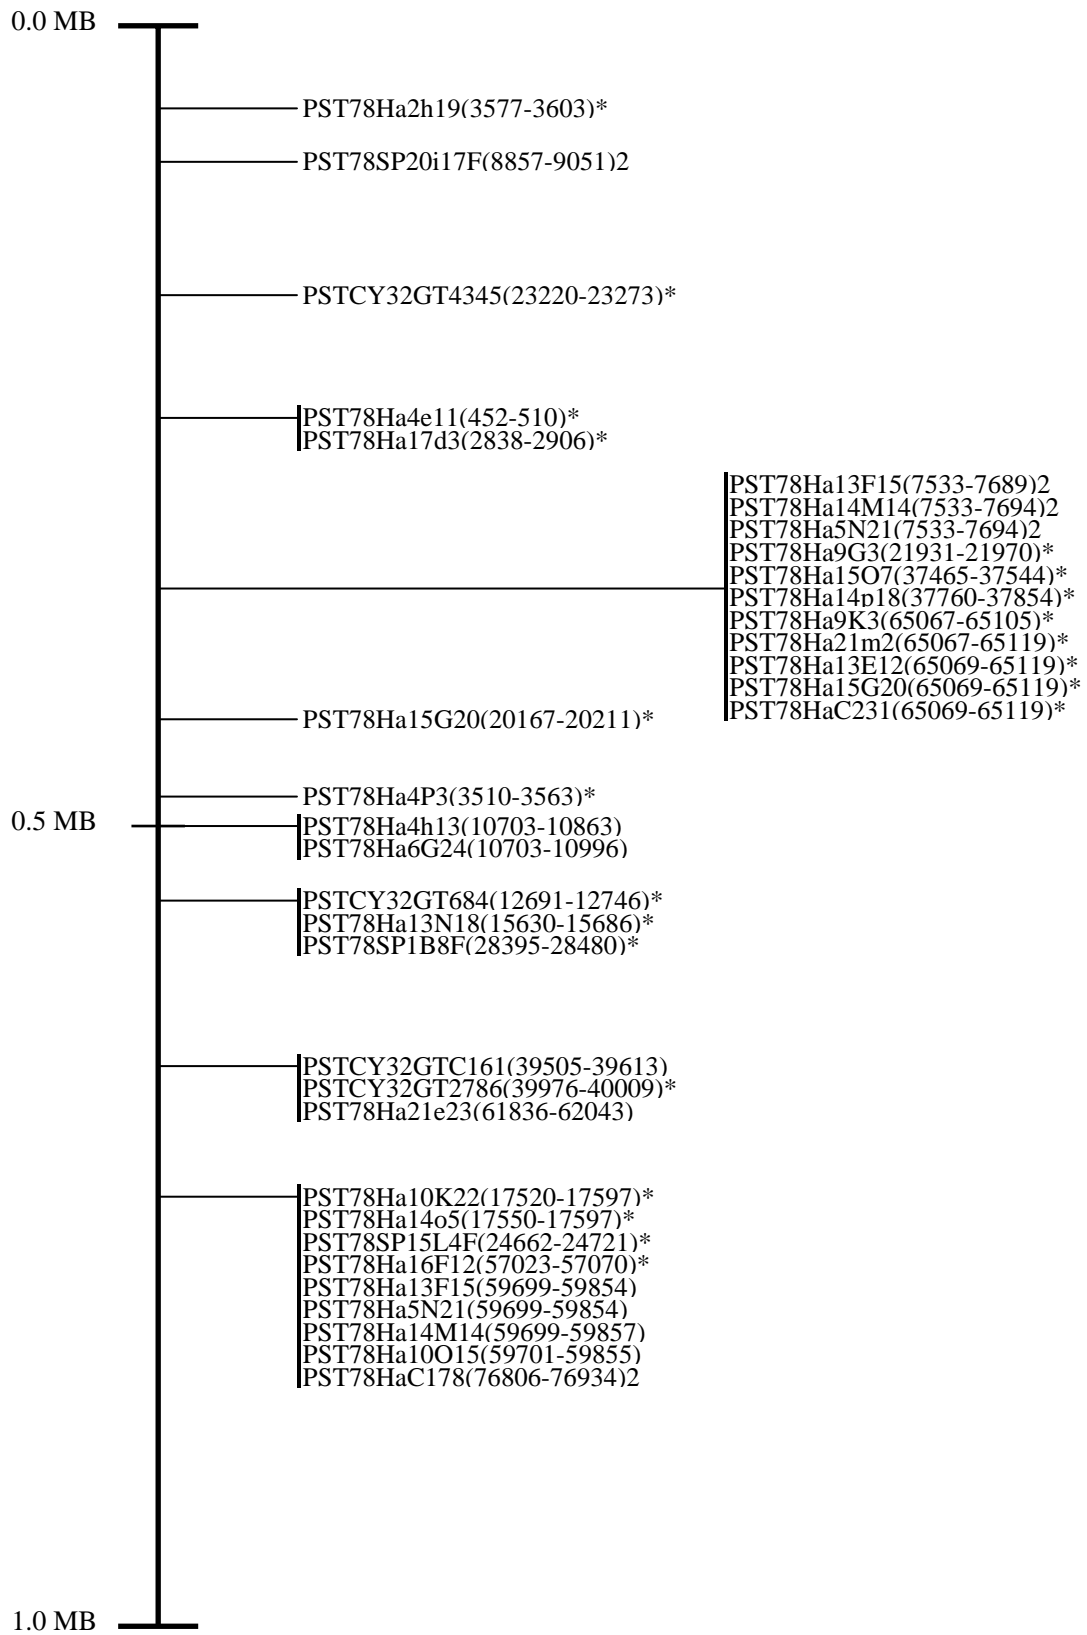 0.0 MB
PST78Ha2h19(3577-3603)*
PST78SP20i17F(8857-9051)2
PSTCY32GT4345(23220-23273)*
PST78Ha4e11(452-510)*
PST78Ha17d3(2838-2906)*
PST78Ha13F15(7533-7689)2
PST78Ha14M14(7533-7694)2
PST78Ha5N21(7533-7694)2
PST78Ha9G3(21931-21970)*
PST78Ha15O7(37465-37544)*
PST78Ha14p18(37760-37854)*
PST78Ha9K3(65067-65105)*
PST78Ha21m2(65067-65119)*
PST78Ha13E12(65069-65119)*
PST78Ha15G20(65069-65119)*
PST78HaC231(65069-65119)*
PST78Ha15G20(20167-20211)*
PST78Ha4P3(3510-3563)*
0.5 MB
PST78Ha4h13(10703-10863)
PST78Ha6G24(10703-10996)
PSTCY32GT684(12691-12746)*
PST78Ha13N18(15630-15686)*
PST78SP1B8F(28395-28480)*
PSTCY32GTC161(39505-39613)
PSTCY32GT2786(39976-40009)*
PST78Ha21e23(61836-62043)
PST78Ha10K22(17520-17597)*
PST78Ha14o5(17550-17597)*
PST78SP15L4F(24662-24721)*
PST78Ha16F12(57023-57070)*
PST78Ha13F15(59699-59854)
PST78Ha5N21(59699-59854)
PST78Ha14M14(59699-59857)
PST78Ha10O15(59701-59855)
PST78HaC178(76806-76934)2
1.0 MB